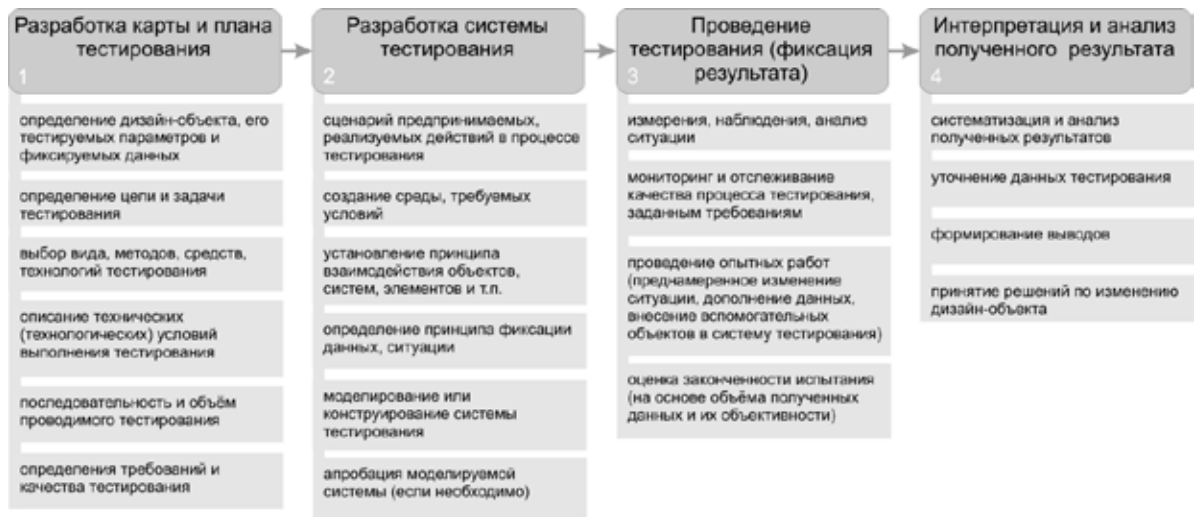 Разработка карты и плана
тестирования
1
определение дизайн-объекта, его
тестируемых параметров и
фиксируемых данных
определение цели и задачи
тестирования
выбор вида, методов, средств,
технологий тестирования
описание технических
(технологических) условий
выполнения тестирования
последовательность и объём
проводимого тестирования
определения требований и
качества тестирования
Разработка системы
тестирования
2
сценарий предпринимаемых,
реализуемых действий в процессе
тестирования
создание среды, требуемых
условий
установление принципа
взаимодействия объектов,
систем, элементов и т.п.
определение принципа фиксации
данных, ситуации
моделирование или
конструирование системы
тестирования
апробация моделируемой
системы (если необходимо)
Проведение
тестирования (фиксация
результата)
3
измерения, наблюдения, анализ
ситуации
мониторинг и отслеживание
качества процесса тестирования,
заданным требованиям
проведение опытных работ
(преднамеренное изменение
ситуации, дополнение данных,
внесение вспомогательных
объектов в систему тестирования)
оценка законченности испытания
(на основе объёма полученных
данных и их объективности)
Интерпретация и анализ
полученного результата
4
систематизация и анализ
полученных результатов
уточнение данных тестирования
формирование выводов
принятие решений по изменению
дизайн-объекта